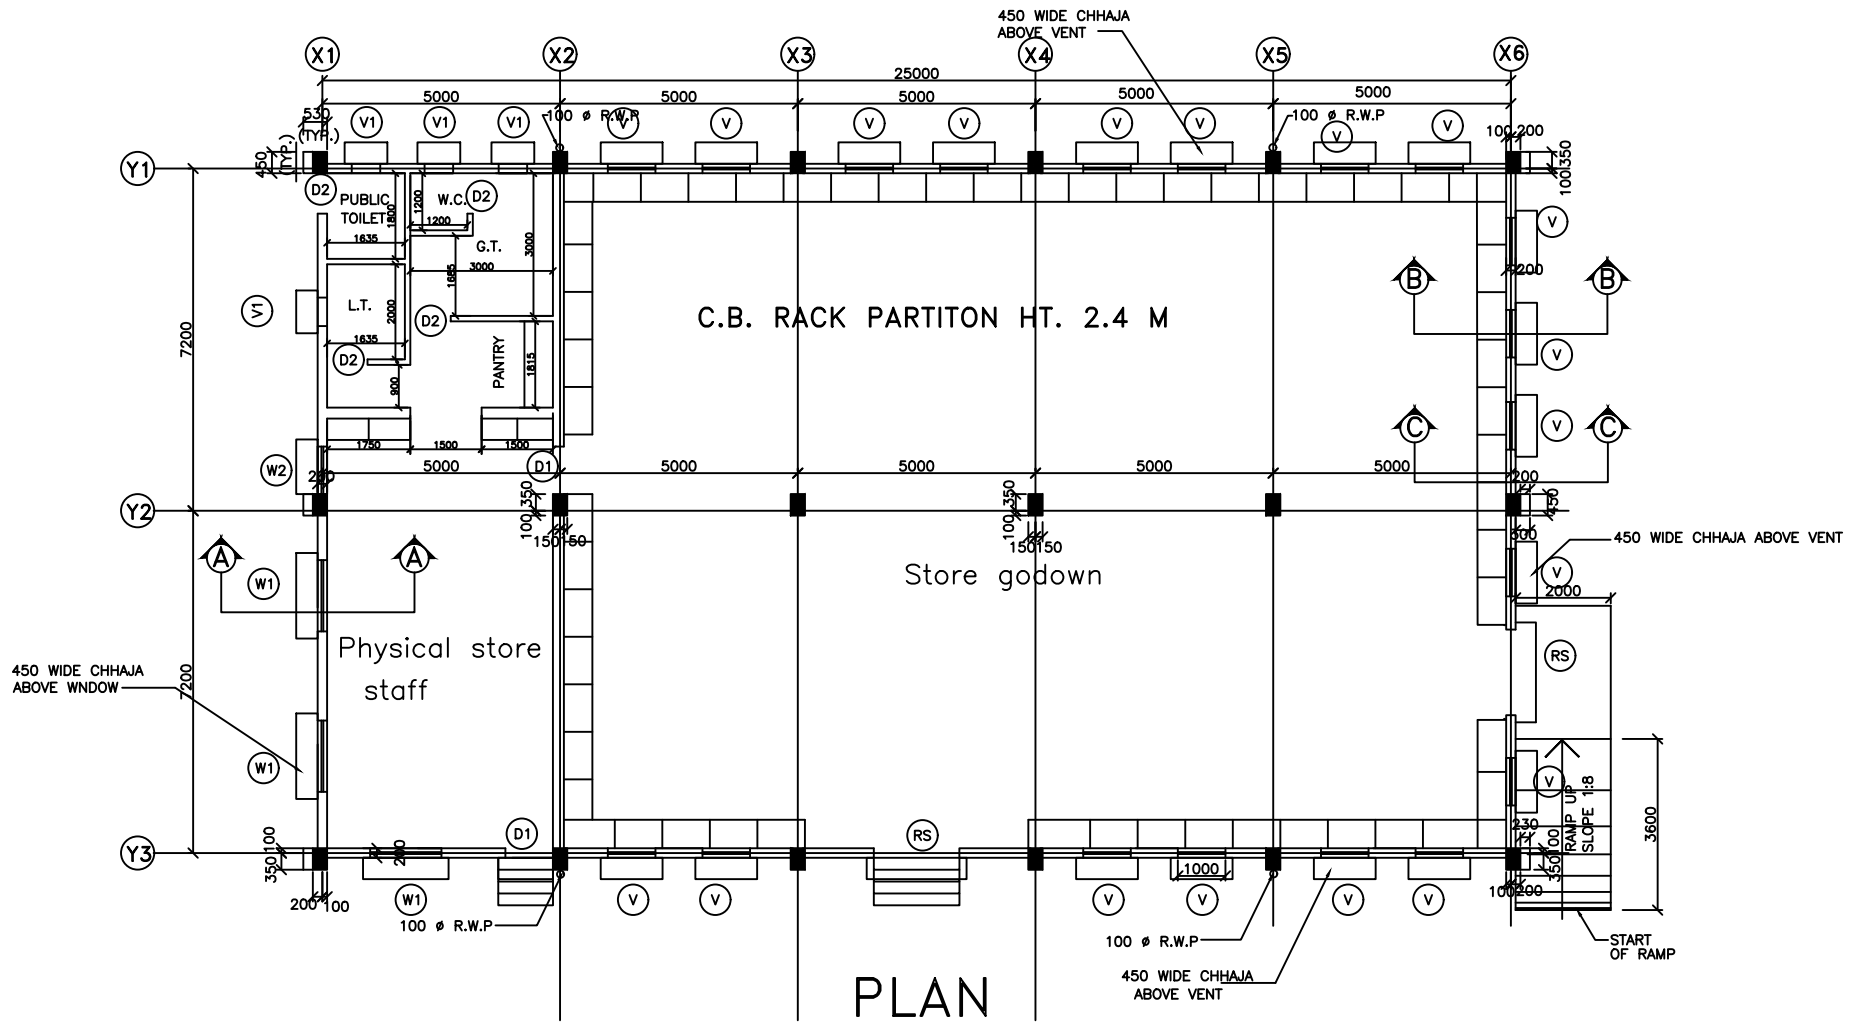 450 WIDE CHHAJA
ABOVE VENT
X1 X2 X3 X4 X5 X6
25000
5000 5000 5000 5000 5000
530
(TYP.)
450
(TYP.)
V1 V1 V1
100 ø R.W.P
V V V V V V
100 ø R.W.P
V V
100 200
350
100
Y1
D2
PUBLIC
TOILET
1800
1635
1200
W.C.
D2
1200
G.T.
3000
3000
1685
V
200
B B
V1
L.T.
2000
1635
D2
D2
C.B. RACK PARTITON HT. 2.4 M
7200
PANTRY
1815
900
V
V
C C
1750 1500 1500
W2
200
5000 D1 5000 5000 5000 5000
200
450
Y2
350
100
150
350
100
150 150
V
450 WIDE CHHAJA ABOVE VENT
2000
A A
W1
Store godown
Physical store
staff
RS
450 WIDE CHHAJA
ABOVE WNDOW
7200
W1
V
RAMP UP
SLOPE 1:8
3600
Y3
100
350
200
D1
RS
230
100
350
200 100
W1
V V
V
1000
V
V V
100 200
100 ø R.W.P
100 ø R.W.P
START
OF RAMP
450 WIDE CHHAJA
ABOVE VENT
PLAN